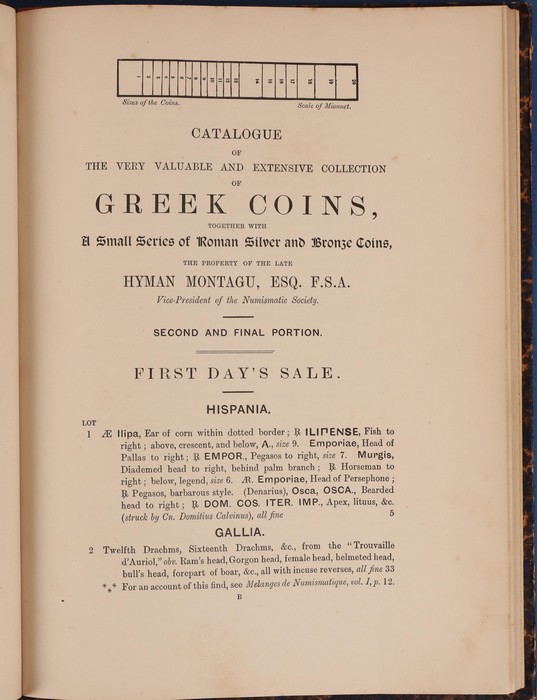 Sizes of the Coins. Scale of Mionnet.
CATALOGUE
OF
THE VERY VALUABLE AND EXTENSIVE COLLECTION
OF
GREEK COINS,
TOGETHER WITH
A Small Series of Roman Silver and Bronze Coins,
THE PROPERTY OF THE LATE
HYMAN MONTAGU, ESQ. F.S.A.
Vice-President of the Numismatic Society.
SECOND AND FINAL PORTION.
FIRST DAY'S SALE.
HISPANIA.
LOT
1 Æ Ilipa, Ear of corn within dotted border; ℞ ILIΠENSE, Fish to
right; above, crescent, and below, A., size 9. Emporiae, Head of
Pallas to right; ℞ EMPOR., Pegasos to right, size 7. Murgis,
Diademed head to right, behind palm branch; ℞ Horseman to
right; below, legend, size 6. Æ. Emporiae, Head of Persephone;
℞ Pegasos, barbarous style. (Denarius), Osca, OSCA., Bearded
head to right; ℞ DOM. COS. ITER. IMP., Apex, lituus, &c.
(struck by Cn. Domitius Calvinus), all fine 5
GALLIA.
2 Twelfth Drachms, Sixteenth Drachms, &c., from the "Trouvaille
d'Auriol," obv. Ram's head, Gorgon head, female head, helmeted head,
bull's head, forepart of boar, &c., all with incuse reverses, all fine 33
*** For an account of this find, see Melanges de Numismatique, vol. I, p. 12.
B